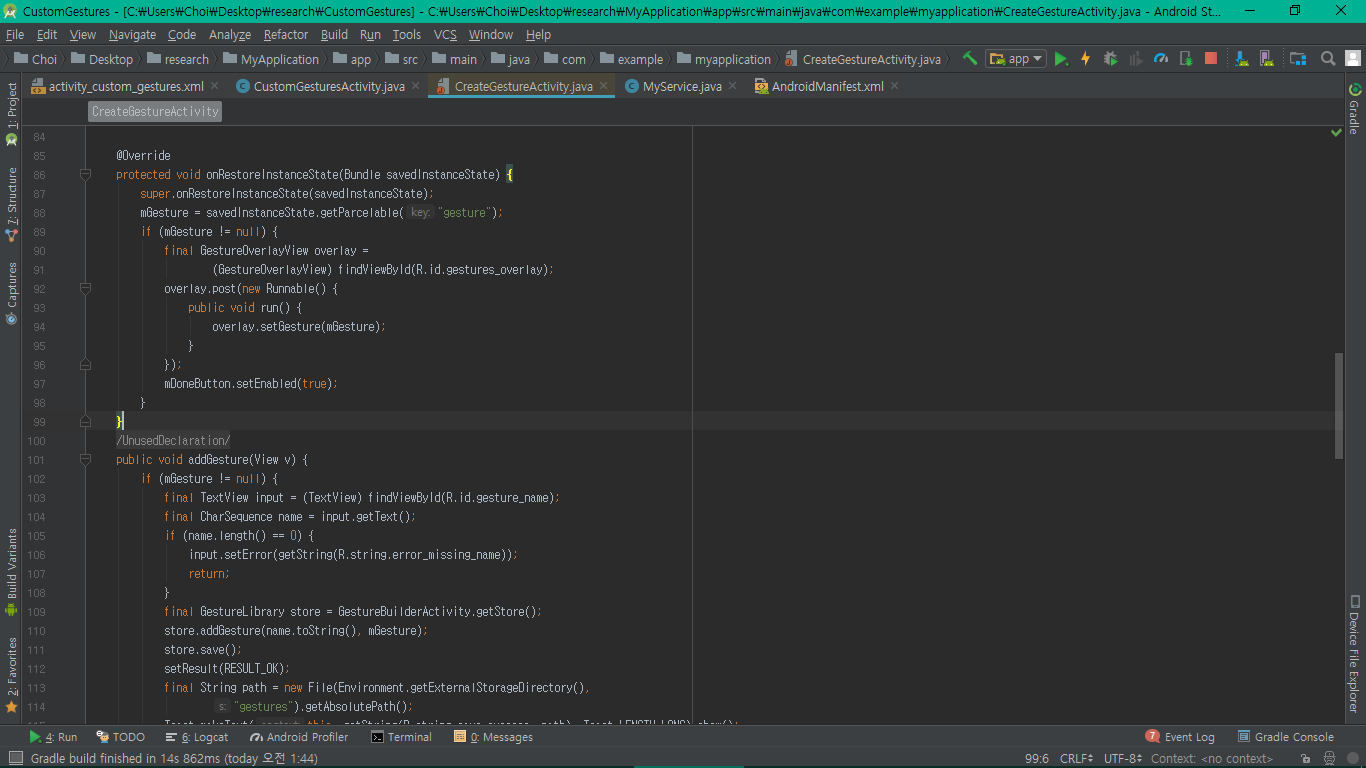 CustomGestures - [C:₩Users₩Choi₩Desktop₩research₩CustomGestures] - C:₩Users₩Choi₩Desktop₩research₩MyApplication₩app₩src₩main₩java₩com₩example₩myapplication₩CreateGestureActivity.java - Android St...
File Edit View Navigate Code Analyze Refactor Build Run Tools VCS Window Help
Choi Desktop research MyApplication app src main java com example myapplication CreateGestureActivity.java app
activity_custom_gestures.xml CustomGesturesActivity.java CreateGestureActivity.java MyService.java AndroidManifest.xml
CreateGestureActivity
1: Project
7: Structure
Captures
Build Variants
2: Favorites
Gradle
Device File Explorer
84
85 @Override
86 protected void onRestoreInstanceState(Bundle savedInstanceState) {
87 super.onRestoreInstanceState(savedInstanceState);
88 mGesture = savedInstanceState.getParcelable( key: "gesture");
89 if (mGesture != null) {
90 final GestureOverlayView overlay =
91 (GestureOverlayView) findViewById(R.id.gestures_overlay);
92 overlay.post(new Runnable() {
93 public void run() {
94 overlay.setGesture(mGesture);
95 }
96 });
97 mDoneButton.setEnabled(true);
98 }
99 }
100 /UnusedDeclaration/
101 public void addGesture(View v) {
102 if (mGesture != null) {
103 final TextView input = (TextView) findViewById(R.id.gesture_name);
104 final CharSequence name = input.getText();
105 if (name.length() == 0) {
106 input.setError(getString(R.string.error_missing_name));
107 return;
108 }
109 final GestureLibrary store = GestureBuilderActivity.getStore();
110 store.addGesture(name.toString(), mGesture);
111 store.save();
112 setResult(RESULT_OK);
113 final String path = new File(Environment.getExternalStorageDirectory(),
114 s: "gestures").getAbsolutePath();
4: Run TODO 6: Logcat Android Profiler Terminal 0: Messages 7 Event Log Gradle Console
Gradle build finished in 14s 862ms (today 오전 1:44) 99:6 CRLF UTF-8 Context: <no context>